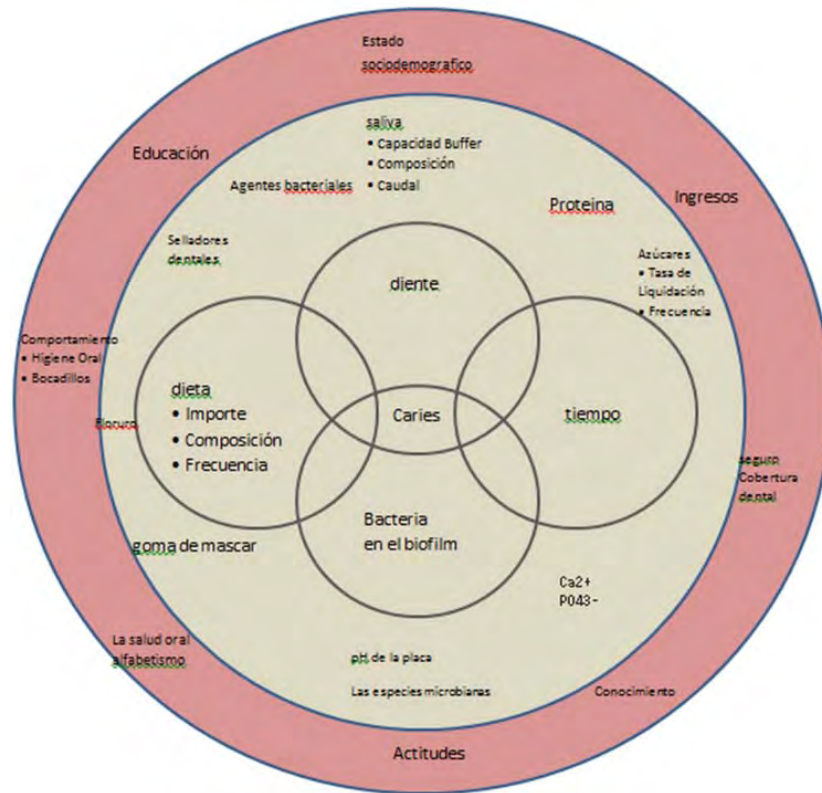 Estado
sociodemografico
saliva
• Capacidad Buffer
• Composición
• Caudal
Educación
Agentes bacteriales
Proteina
Ingresos
Selladores
dentales
Azúcares
• Tasa de
Liquidación
• Frecuencia
diente
Comportamiento
• Higiene Oral
• Bocadillos
dieta
• Importe
• Composición
• Frecuencia
Caries
tiempo
Floruro
seguro
Cobertura
dental
Bacteria
en el biofilm
goma de mascar
Ca2+
PO43-
La salud oral
alfabetismo
pH de la placa
Las especies microbianas
Conocimiento
Actitudes